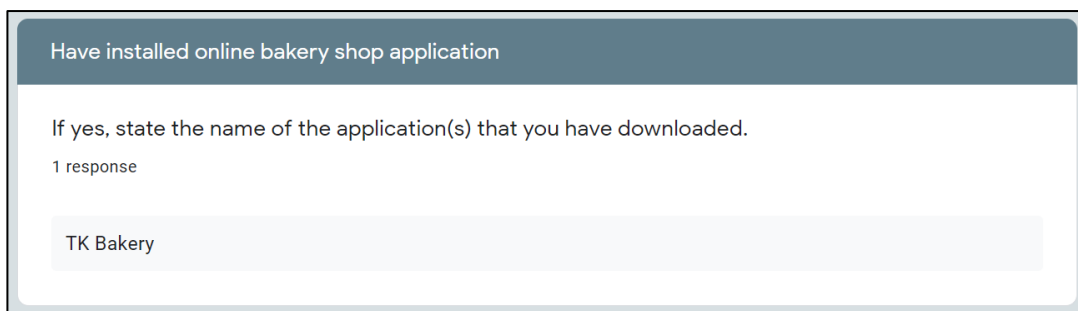 Have installed online bakery shop application
If yes, state the name of the application(s) that you have downloaded.
1 response
TK Bakery